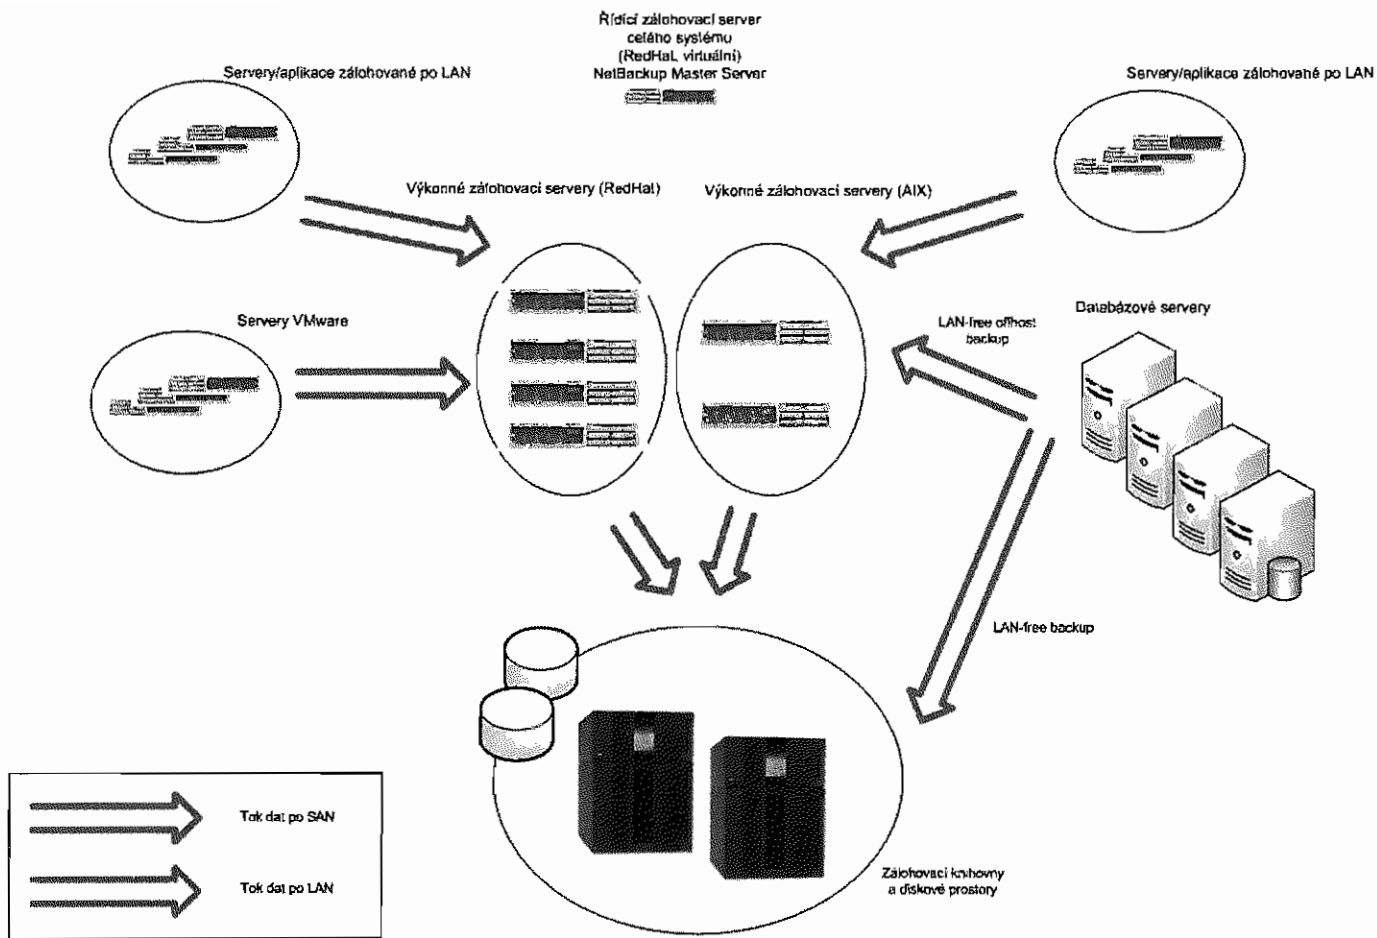 Řídící zálohovací server
celého systému
(RedHaL virtuální)
NetBackup Master Server
Servery/aplikace zálohované po LAN
Servery/aplikace zálohované po LAN
Výkonné zálohovací servery (RedHat)
Výkonné zálohovací servery (AIX)
Servery VMware
LAN-free offhost
backup
Databázové servery
LAN-free backup
Tok dat po SAN
Tok dat po LAN
Zálohovací knihovny
a diskové prostory